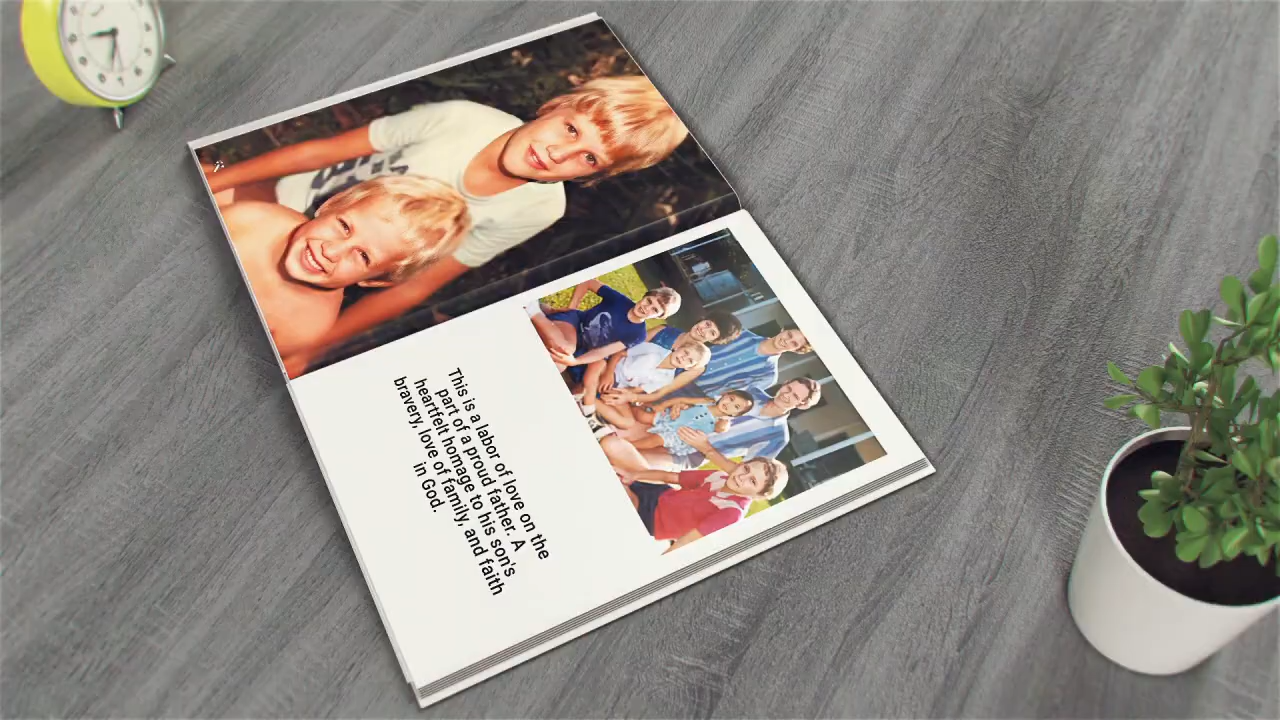 This is a labor of love on the
part of a proud father. A
heartfelt homage to his son's
bravery, love of family, and faith
in God.